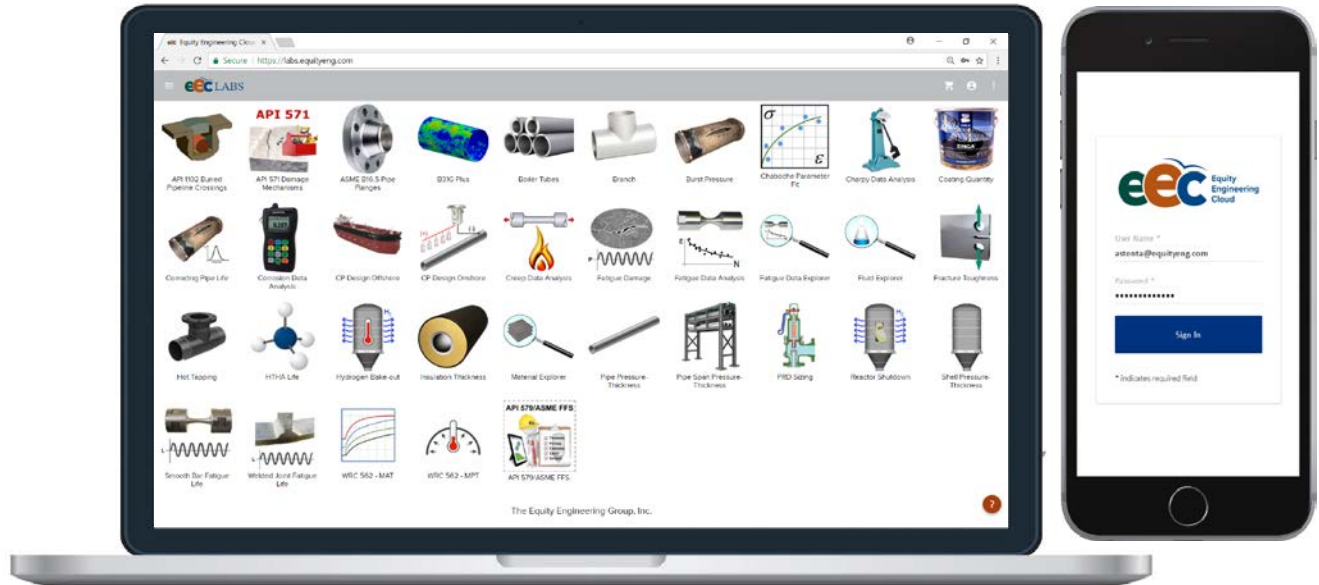 eec Equity Engineering Clou
Secure
https://labs.equityeng.com
eec LABS
API 571
σ
ε
ZINGA
API 1102 Buried
Pipeline Crossings
API 571 Damage
Mechanisms
ASME B16.5 Pipe
Flanges
B31G Plus
Boiler Tubes
Branch
Burst Pressure
Chaboche Parameter
Fit
Charpy Data Analysis
Coating Quantity
P
E
N
Corroding Pipe Life
Corrosion Data
Analysis
CP Design Offshore
CP Design Onshore
Creep Data Analysis
Fatigue Damage
Fatigue Data Analysis
Fatigue Data Explorer
Fluid Explorer
Fracture Toughness
H₂
H₂
Hot Tapping
HTHA Life
Hydrogen Bake-out
Insulation Thickness
Material Explorer
Pipe Pressure-
Thickness
Pipe Span Pressure-
Thickness
PRD Sizing
Reactor Shutdown
Shell Pressure-
Thickness
API 579/ASME FFS
L
L
Smooth Bar Fatigue
Life
Welded Joint Fatigue
Life
WRC 562 - MAT
WRC 562 - MPT
API 579/ASME FFS
The Equity Engineering Group, Inc.
?
eec
Equity
Engineering
Cloud
User Name *
astenta@equityeng.com
Password *
•••••••••••••
Sign In
* indicates required field